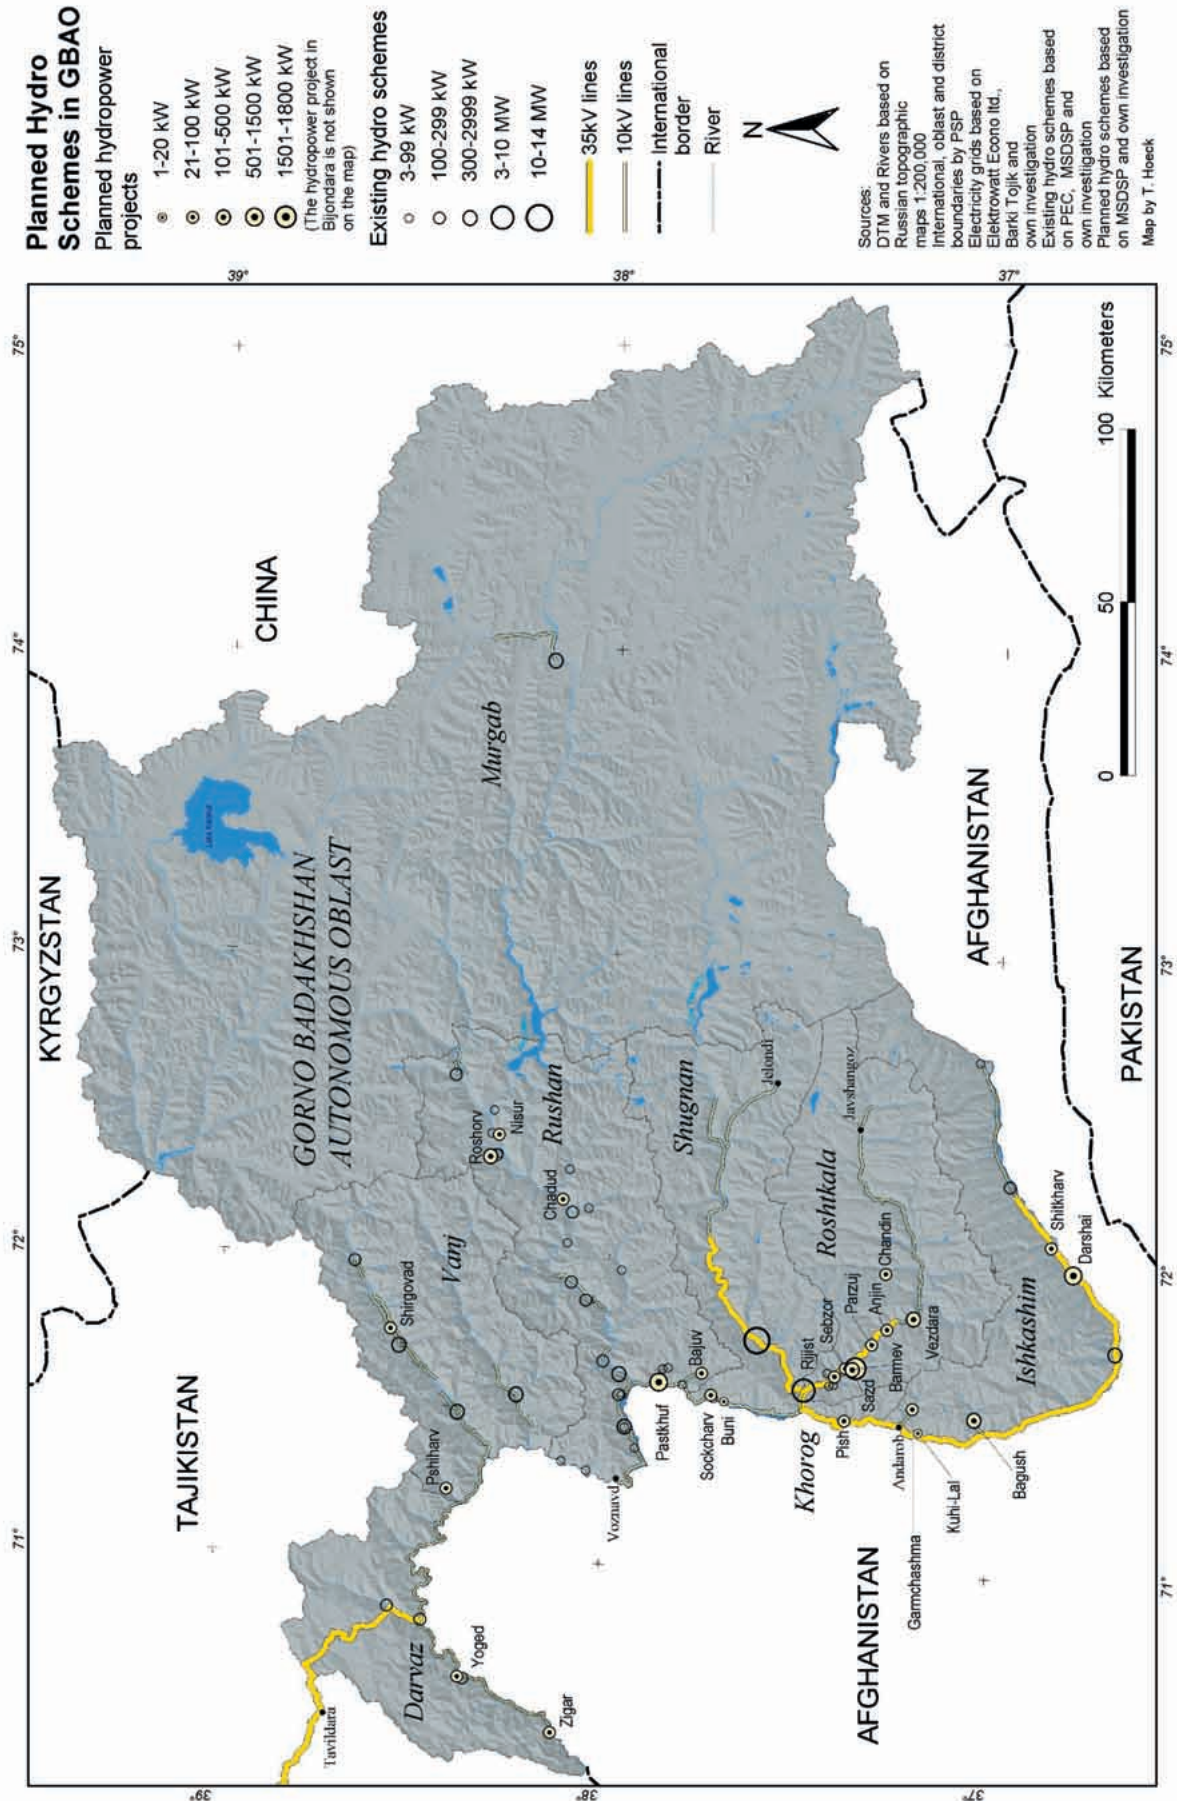 Planned Hydro
Schemes in GBAO
Planned hydropower
projects
1-20 kW
21-100 kW
101-500 kW
501-1500 kW
1501-1800 kW
(The hydropower project in
Bijondara is not shown
on the map)
Existing hydro schemes
3-99 kW
100-299 kW
300-2999 kW
3-10 MW
10-14 MW
35kV lines
10kV lines
International
border
River
N
Sources:
DTM and Rivers based on
Russian topographic
maps 1:200,000
International, oblast and district
boundaries by PSP
Electricity grids based on
Elektrowatt Econo ltd.,
Barki Tojik and
own investigation
Existing hydro schemes based
on PEC, MSDSP and
own investigation
Planned hydro schemes based
on MSDSP and own investigation
Map by T. Hoeck
71°
72°
73°
74°
75°
39°
38°
37°
39°
38°
37°
71°
72°
73°
74°
75°
KYRGYZSTAN
CHINA
TAJIKISTAN
AFGHANISTAN
AFGHANISTAN
PAKISTAN
GORNO BADAKHSHAN
AUTONOMOUS OBLAST
Murgab
Tavildara
Darvaz
Yoged
Zigar
Pshiharv
Shirgovad
Vanj
Roshorv
Nisur
Rushan
Chadud
Voznavd
Pastkhuf
Bajuv
Sockcharv
Buni
Shugnan
Jelondi
Khorog
Rijist
Sebzor
Parzuj
Anjin
Chandin
Roshtkala
Javshangoz
Pish
Sazd
Barmev
Vezdara
Andarob
Garmchashma
Kuhi-Lal
Bagush
Ishkashim
Shitkharv
Darshai
0
50
100 Kilometers